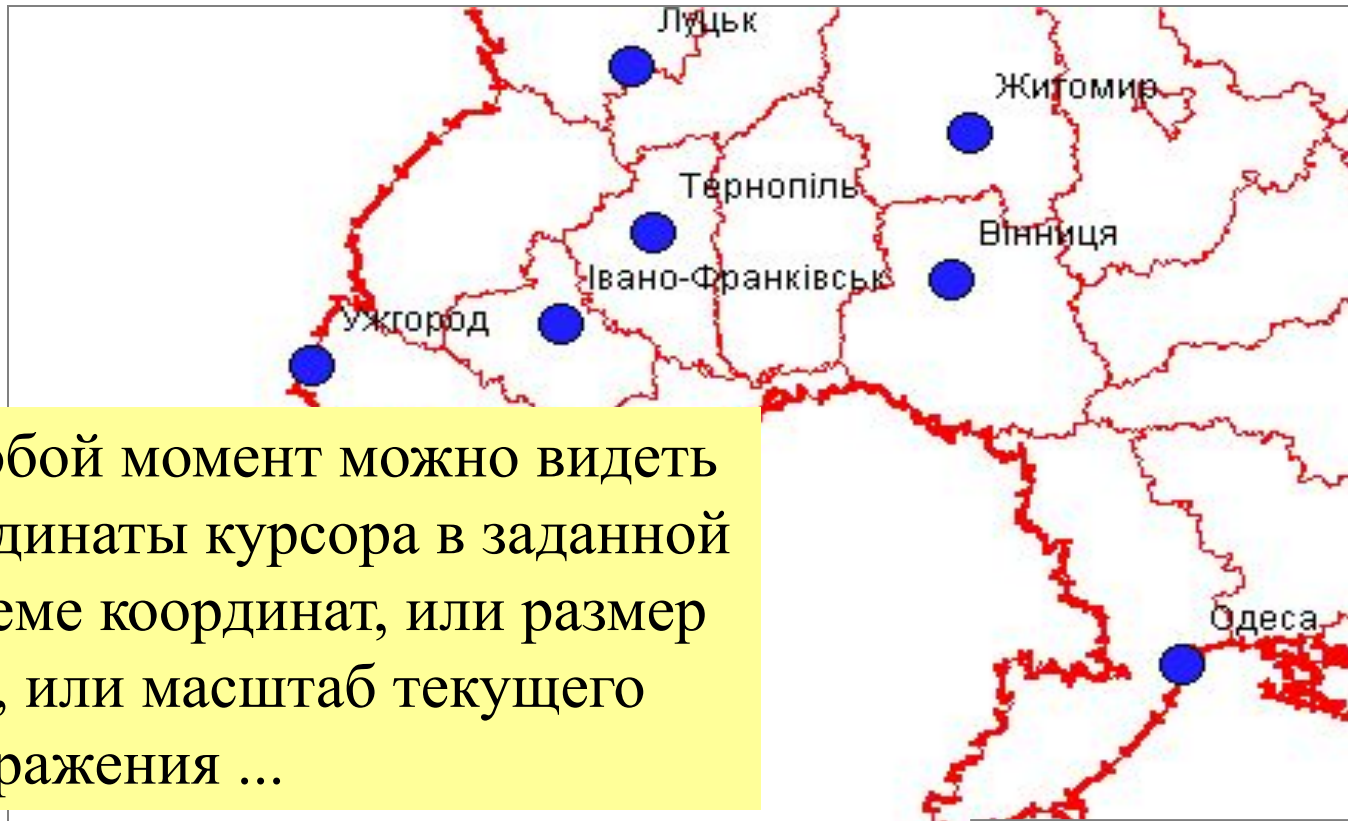 Луцьк
Житомир
Тернопіль
Вінниця
Івано-Франківськ
Ужгород
бой момент можно видеть
динаты курсора в заданной
еме координат, или размер
, или масштаб текущего
ражения ...
Одеса